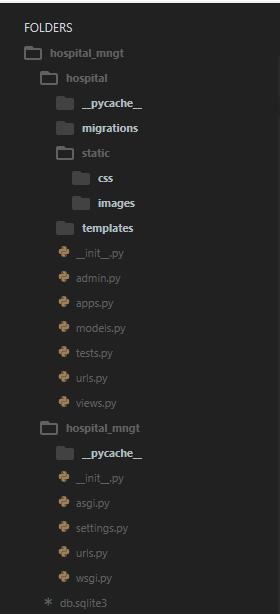 FOLDERS
hospital_mngt
hospital
__pycache__
migrations
static
css
images
templates
__init__.py
admin.py
apps.py
models.py
tests.py
urls.py
views.py
hospital_mngt
__pycache__
__init__.py
asgi.py
settings.py
urls.py
wsgi.py
db.sqlite3